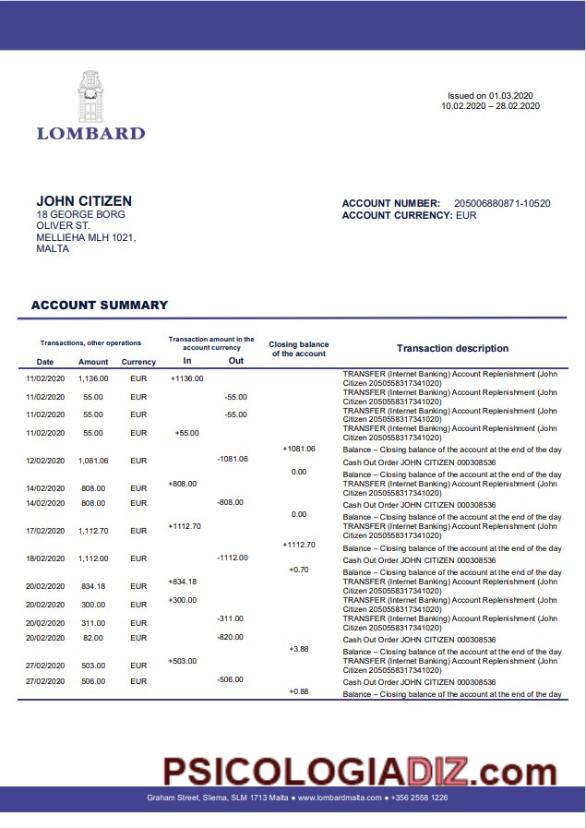 Issued on 01.03.2020
10.02.2020 – 28.02.2020
LOMBARD
JOHN CITIZEN
18 GEORGE BORG
OLIVER ST.
MELLIEHA MLH 1021,
MALTA
ACCOUNT NUMBER: 205006880871-10520
ACCOUNT CURRENCY: EUR
ACCOUNT SUMMARY
Transactions, other operations
Transaction amount in the account currency
Closing balance of the account
Transaction description
Date Amount Currency In Out
11/02/2020 1,136.00 EUR +1136.00 TRANSFER (Internet Banking) Account Replenishment (John
Citizen 2050558317341020)
11/02/2020 55.00 EUR -55.00 TRANSFER (Internet Banking) Account Replenishment (John
Citizen 2050558317341020)
11/02/2020 55.00 EUR -55.00 TRANSFER (Internet Banking) Account Replenishment (John
Citizen 2050558317341020)
11/02/2020 55.00 EUR +55.00 TRANSFER (Internet Banking) Account Replenishment (John
Citizen 2050558317341020)
+1081.06 Balance – Closing balance of the account at the end of the day
12/02/2020 1,081.06 EUR -1081.06 Cash Out Order JOHN CITIZEN 000308536
0.00 Balance – Closing balance of the account at the end of the day
14/02/2020 808.00 EUR +808.00 TRANSFER (Internet Banking) Account Replenishment (John
Citizen 2050558317341020)
14/02/2020 808.00 EUR -808.00 Cash Out Order JOHN CITIZEN 000308536
0.00 Balance – Closing balance of the account at the end of the day
17/02/2020 1,112.70 EUR +1112.70 TRANSFER (Internet Banking) Account Replenishment (John
Citizen 2050558317341020)
+1112.70 Balance – Closing balance of the account at the end of the day
18/02/2020 1,112.00 EUR -1112.00 Cash Out Order JOHN CITIZEN 000308536
+0.70 Balance – Closing balance of the account at the end of the day
20/02/2020 834.18 EUR +834.18 TRANSFER (Internet Banking) Account Replenishment (John
Citizen 2050558317341020)
20/02/2020 300.00 EUR +300.00 TRANSFER (Internet Banking) Account Replenishment (John
Citizen 2050558317341020)
20/02/2020 311.00 EUR -311.00 TRANSFER (Internet Banking) Account Replenishment (John
Citizen 2050558317341020)
20/02/2020 82.00 EUR -820.00 Cash Out Order JOHN CITIZEN 000308536
+3.88 Balance – Closing balance of the account at the end of the day
27/02/2020 503.00 EUR +503.00 TRANSFER (Internet Banking) Account Replenishment (John
Citizen 2050558317341020)
27/02/2020 506.00 EUR -506.00 Cash Out Order JOHN CITIZEN 000308536
+0.88 Balance – Closing balance of the account at the end of the day
PSICOLOGIADIZ.com
Graham Street, Sliema, SLM 1713 Malta ● www.lombardmalta.com ● +356 2558 1226